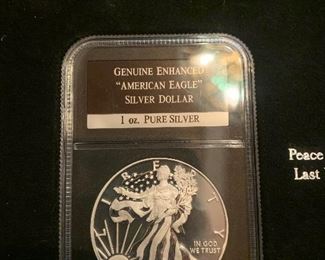 GENUINE ENHANCED
"AMERICAN EAGLE"
SILVER DOLLAR
1 oz. PURE SILVER
LIBERTY
IN GOD
WE TRUST
Peace
Last